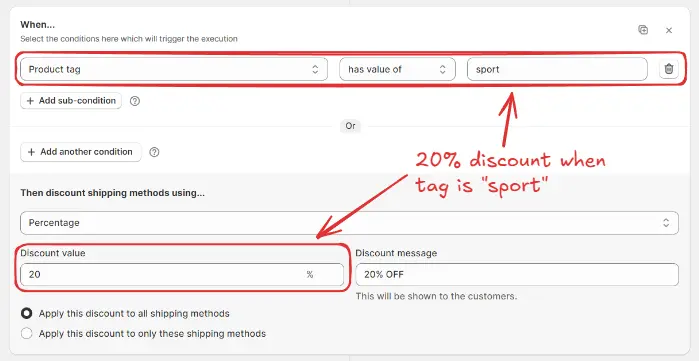 When...
Select the conditions here which will trigger the execution
Product tag has value of sport
+ Add sub-condition ?
Or
+ Add another condition ?
20% discount when
tag is "sport"
Then discount shipping methods using...
Percentage
Discount value Discount message
20 % 20% OFF
This will be shown to the customers.
Apply this discount to all shipping methods
Apply this discount to only these shipping methods